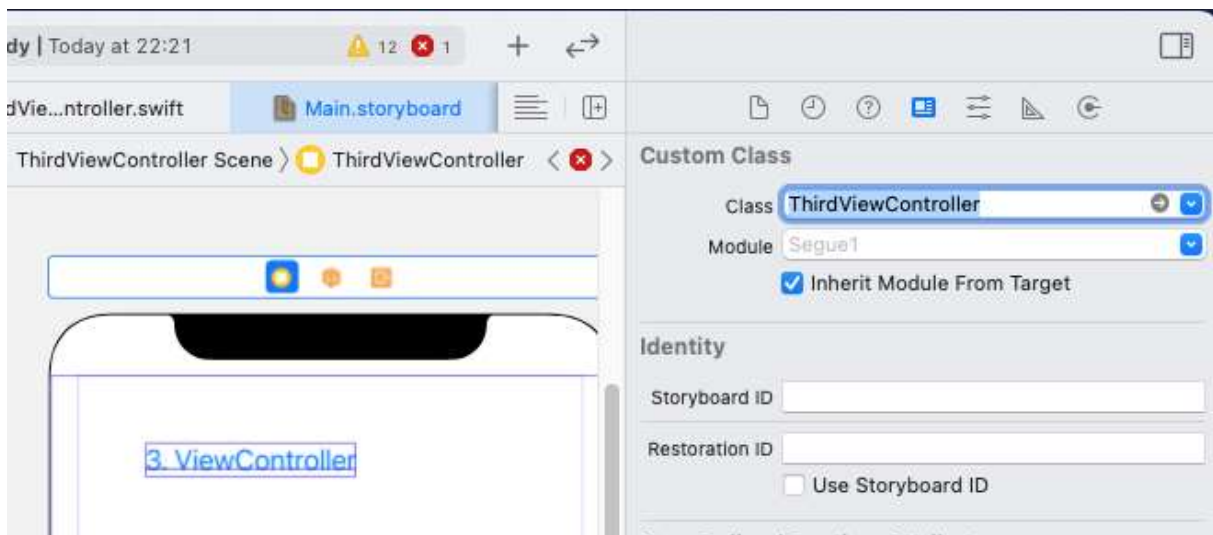 dy | Today at 22:21 12 1
dVie...ntroller.swift Main.storyboard
ThirdViewController Scene ThirdViewController
Custom Class
Class ThirdViewController
Module Segue1
Inherit Module From Target
Identity
Storyboard ID
Restoration ID
Use Storyboard ID
3. ViewController